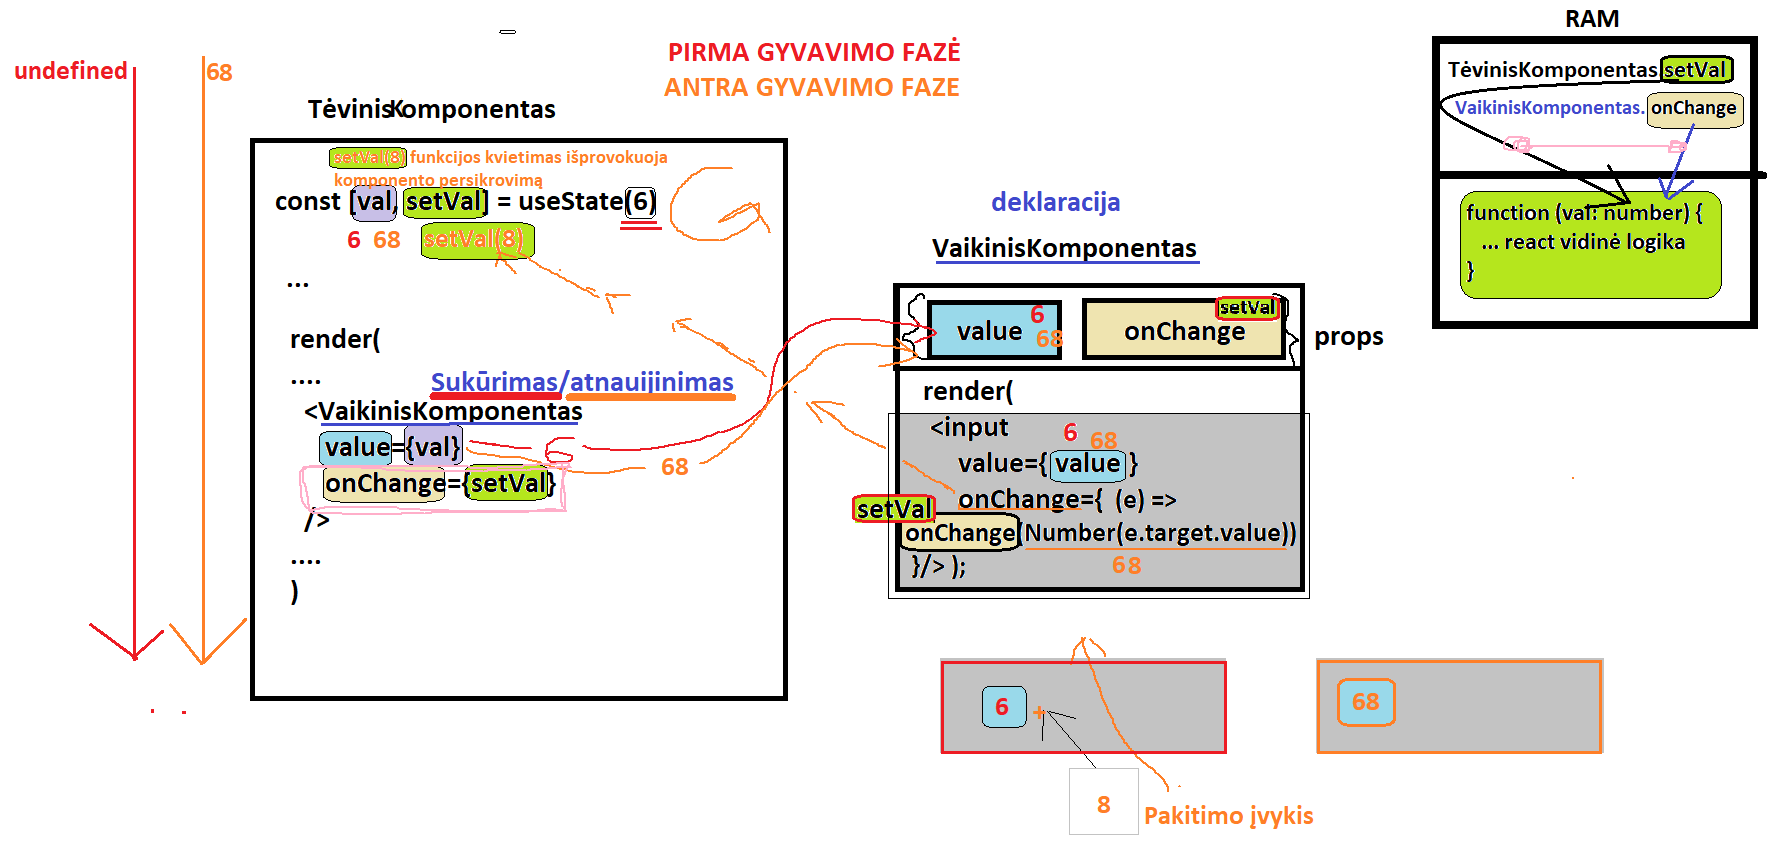 RAM
undefined
68
PIRMA GYVAVIMO FAZĖ
ANTRA GYVAVIMO FAZE
TėvinisKomponentas
setVal(8) funkcijos kvietimas išprovokuoja
komponento persikrovimą
const [val, setVal] = useState(6)
6 68 setVal(8)
...
render(
....
Sukūrimas/atnauijinimas
<VaikinisKomponentas
value={val}
6
68
onChange={setVal}
/>
....
)
deklaracija
VaikinisKomponentas
value 6
68
onChange
setVal
props
render(
<input
6 68
value={ value }
onChange={ (e) =>
setVal
onChange(Number(e.target.value))
}/> );
68
6
+
8
Pakitimo įvykis
68
TėvinisKomponentas.setVal
VaikinisKomponentas. onChange
function (val: number) {
... react vidinė logika
}